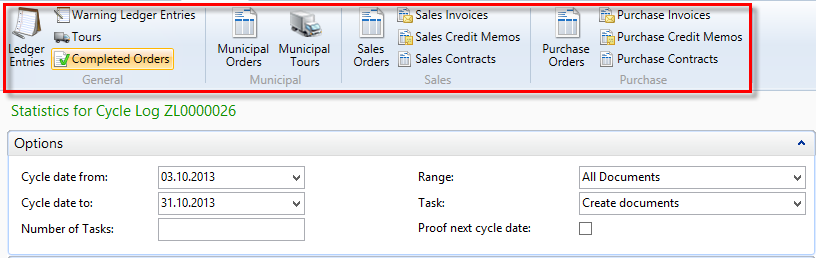 Ledger Entries
Warning Ledger Entries
Tours
Completed Orders
General
Municipal Orders
Municipal Tours
Municipal
Sales Orders
Sales Invoices
Sales Credit Memos
Sales Contracts
Sales
Purchase Orders
Purchase Invoices
Purchase Credit Memos
Purchase Contracts
Purchase
Statistics for Cycle Log ZL0000026
Options
Cycle date from: 03.10.2013
Range: All Documents
Cycle date to: 31.10.2013
Task: Create documents
Number of Tasks:
Proof next cycle date: